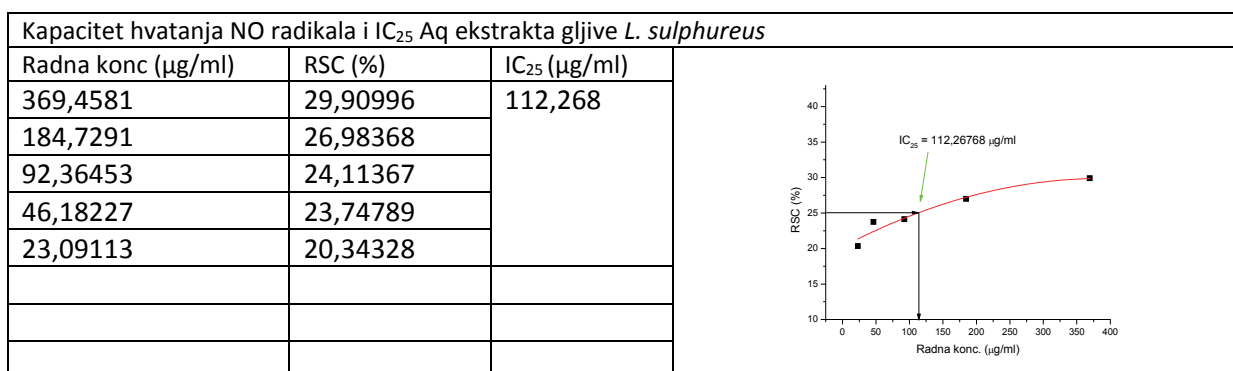 Kapacitet hvatanja NO radikala i IC₂₅ Aq ekstrakta gljive L. sulphureus
Radna konc (µg/ml) RSC (%) IC₂₅ (µg/ml)
369,4581 29,90996 112,268
184,7291 26,98368
92,36453 24,11367
46,18227 23,74789
23,09113 20,34328
40
35
30
25
20
15
10
RSC (%)
IC₂₅ = 112,26768 µg/ml
0 50 100 150 200 250 300 350 400
Radna konc. (µg/ml)